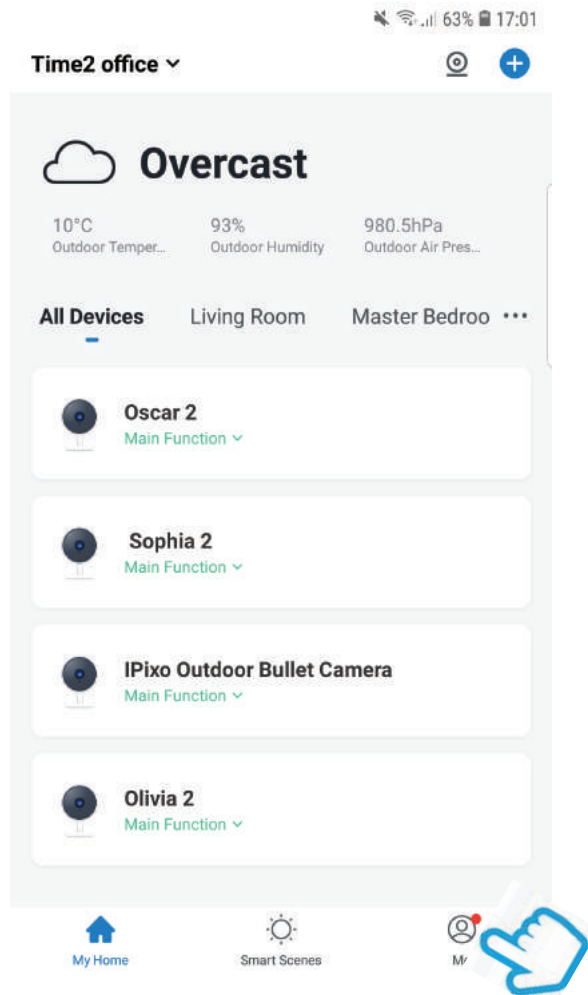 63% 17:01
Time2 office
Overcast
10°C 93% 980.5hPa
Outdoor Temper... Outdoor Humidity Outdoor Air Pres...
All Devices Living Room Master Bedroo ...
Oscar 2
Main Function
Sophia 2
Main Function
IPixo Outdoor Bullet Camera
Main Function
Olivia 2
Main Function
My Home Smart Scenes